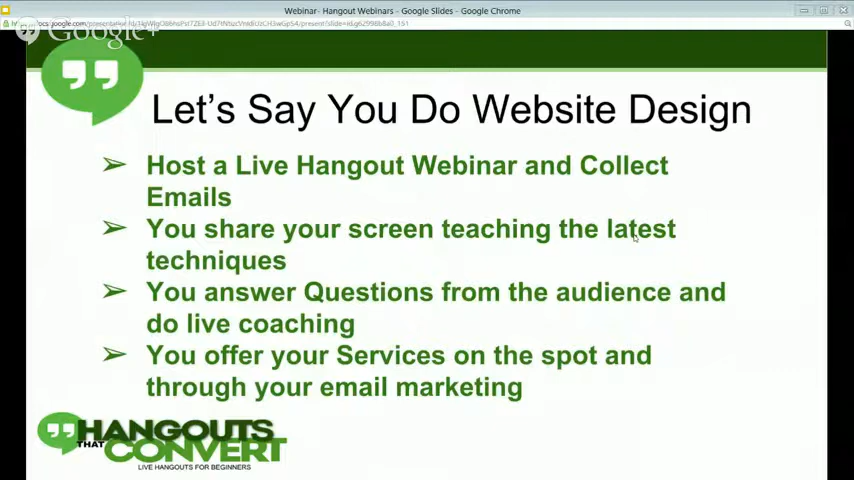 Webinar- Hangout Webinars - Google Slides - Google Chrome
Google+
Let's Say You Do Website Design
➢ Host a Live Hangout Webinar and Collect
Emails
➢ You share your screen teaching the latest
techniques
➢ You answer Questions from the audience and
do live coaching
➢ You offer your Services on the spot and
through your email marketing
HANGOUTS
THAT CONVERT
LIVE HANGOUTS FOR BEGINNERS